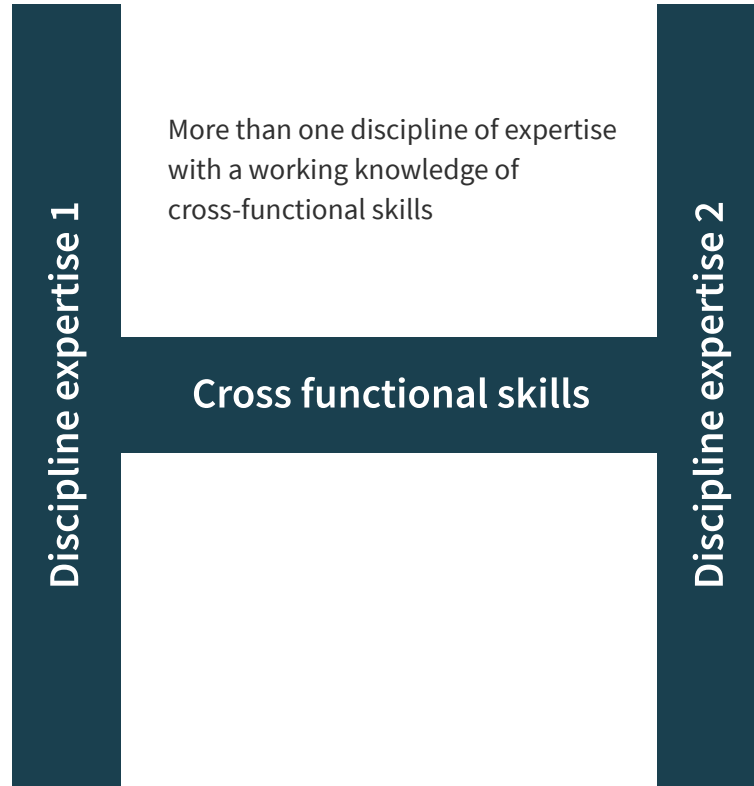 Discipline expertise 1
More than one discipline of expertise
with a working knowledge of
cross-functional skills
Cross functional skills
Discipline expertise 2